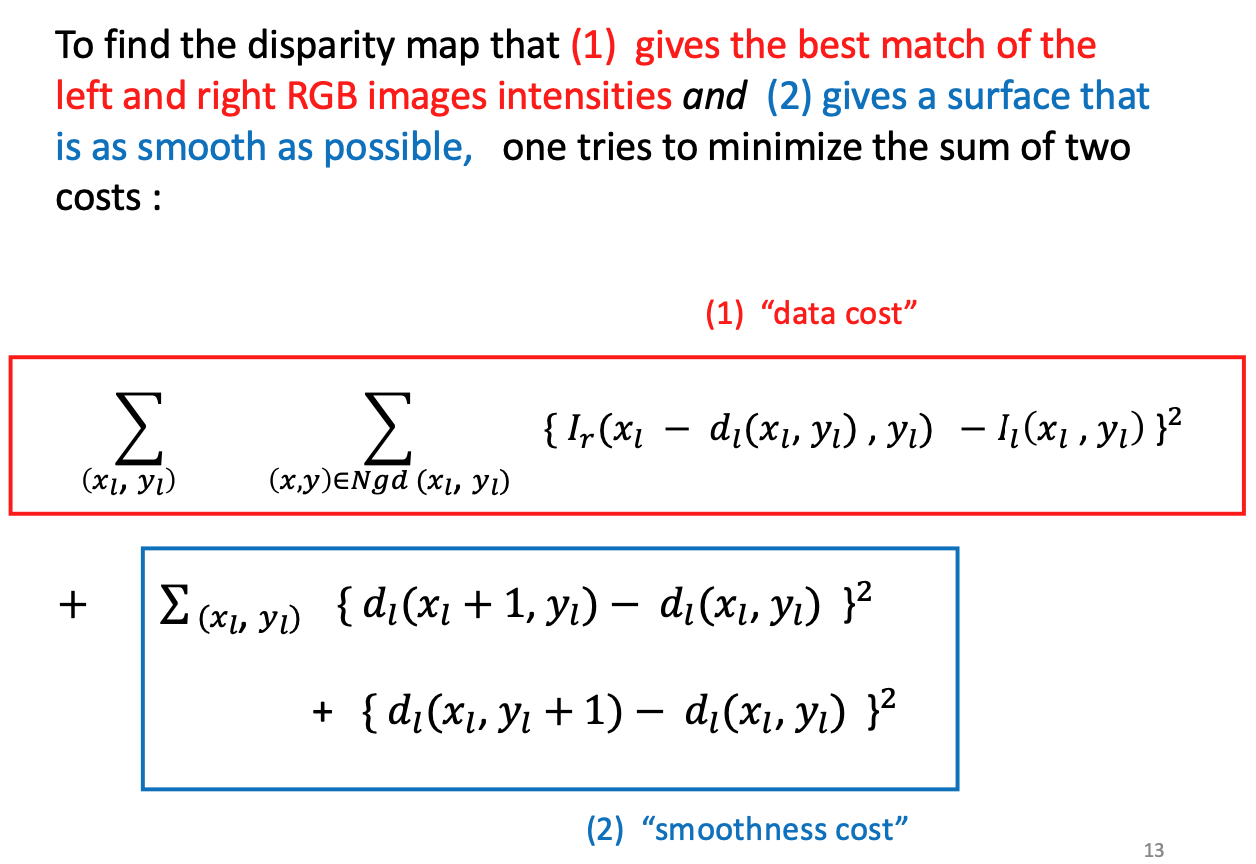 To find the disparity map that (1) gives the best match of the
left and right RGB images intensities and (2) gives a surface that
is as smooth as possible, one tries to minimize the sum of two
costs :
(1) “data cost”
∑_(x_l, y_l) ∑_(x,y)∈Ngd (x_l, y_l) { I_r(x_l − d_l(x_l, y_l) , y_l) − I_l(x_l , y_l) }²
+ ∑_(x_l, y_l) { d_l(x_l + 1, y_l) − d_l(x_l, y_l) }²
+ { d_l(x_l, y_l + 1) − d_l(x_l, y_l) }²
(2) “smoothness cost”
13